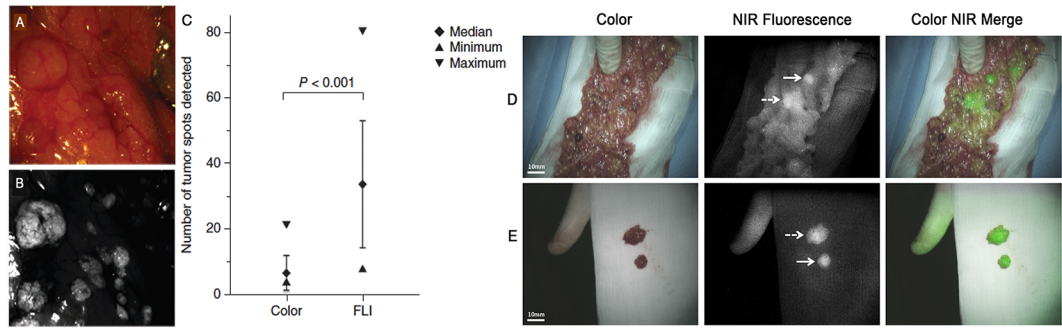 A
B
C
Number of tumor spots detected
80
60
40
20
0
P < 0.001
Color
FLI
Median
Minimum
Maximum
Color
NIR Fluorescence
Color NIR Merge
D
10mm
E
10mm